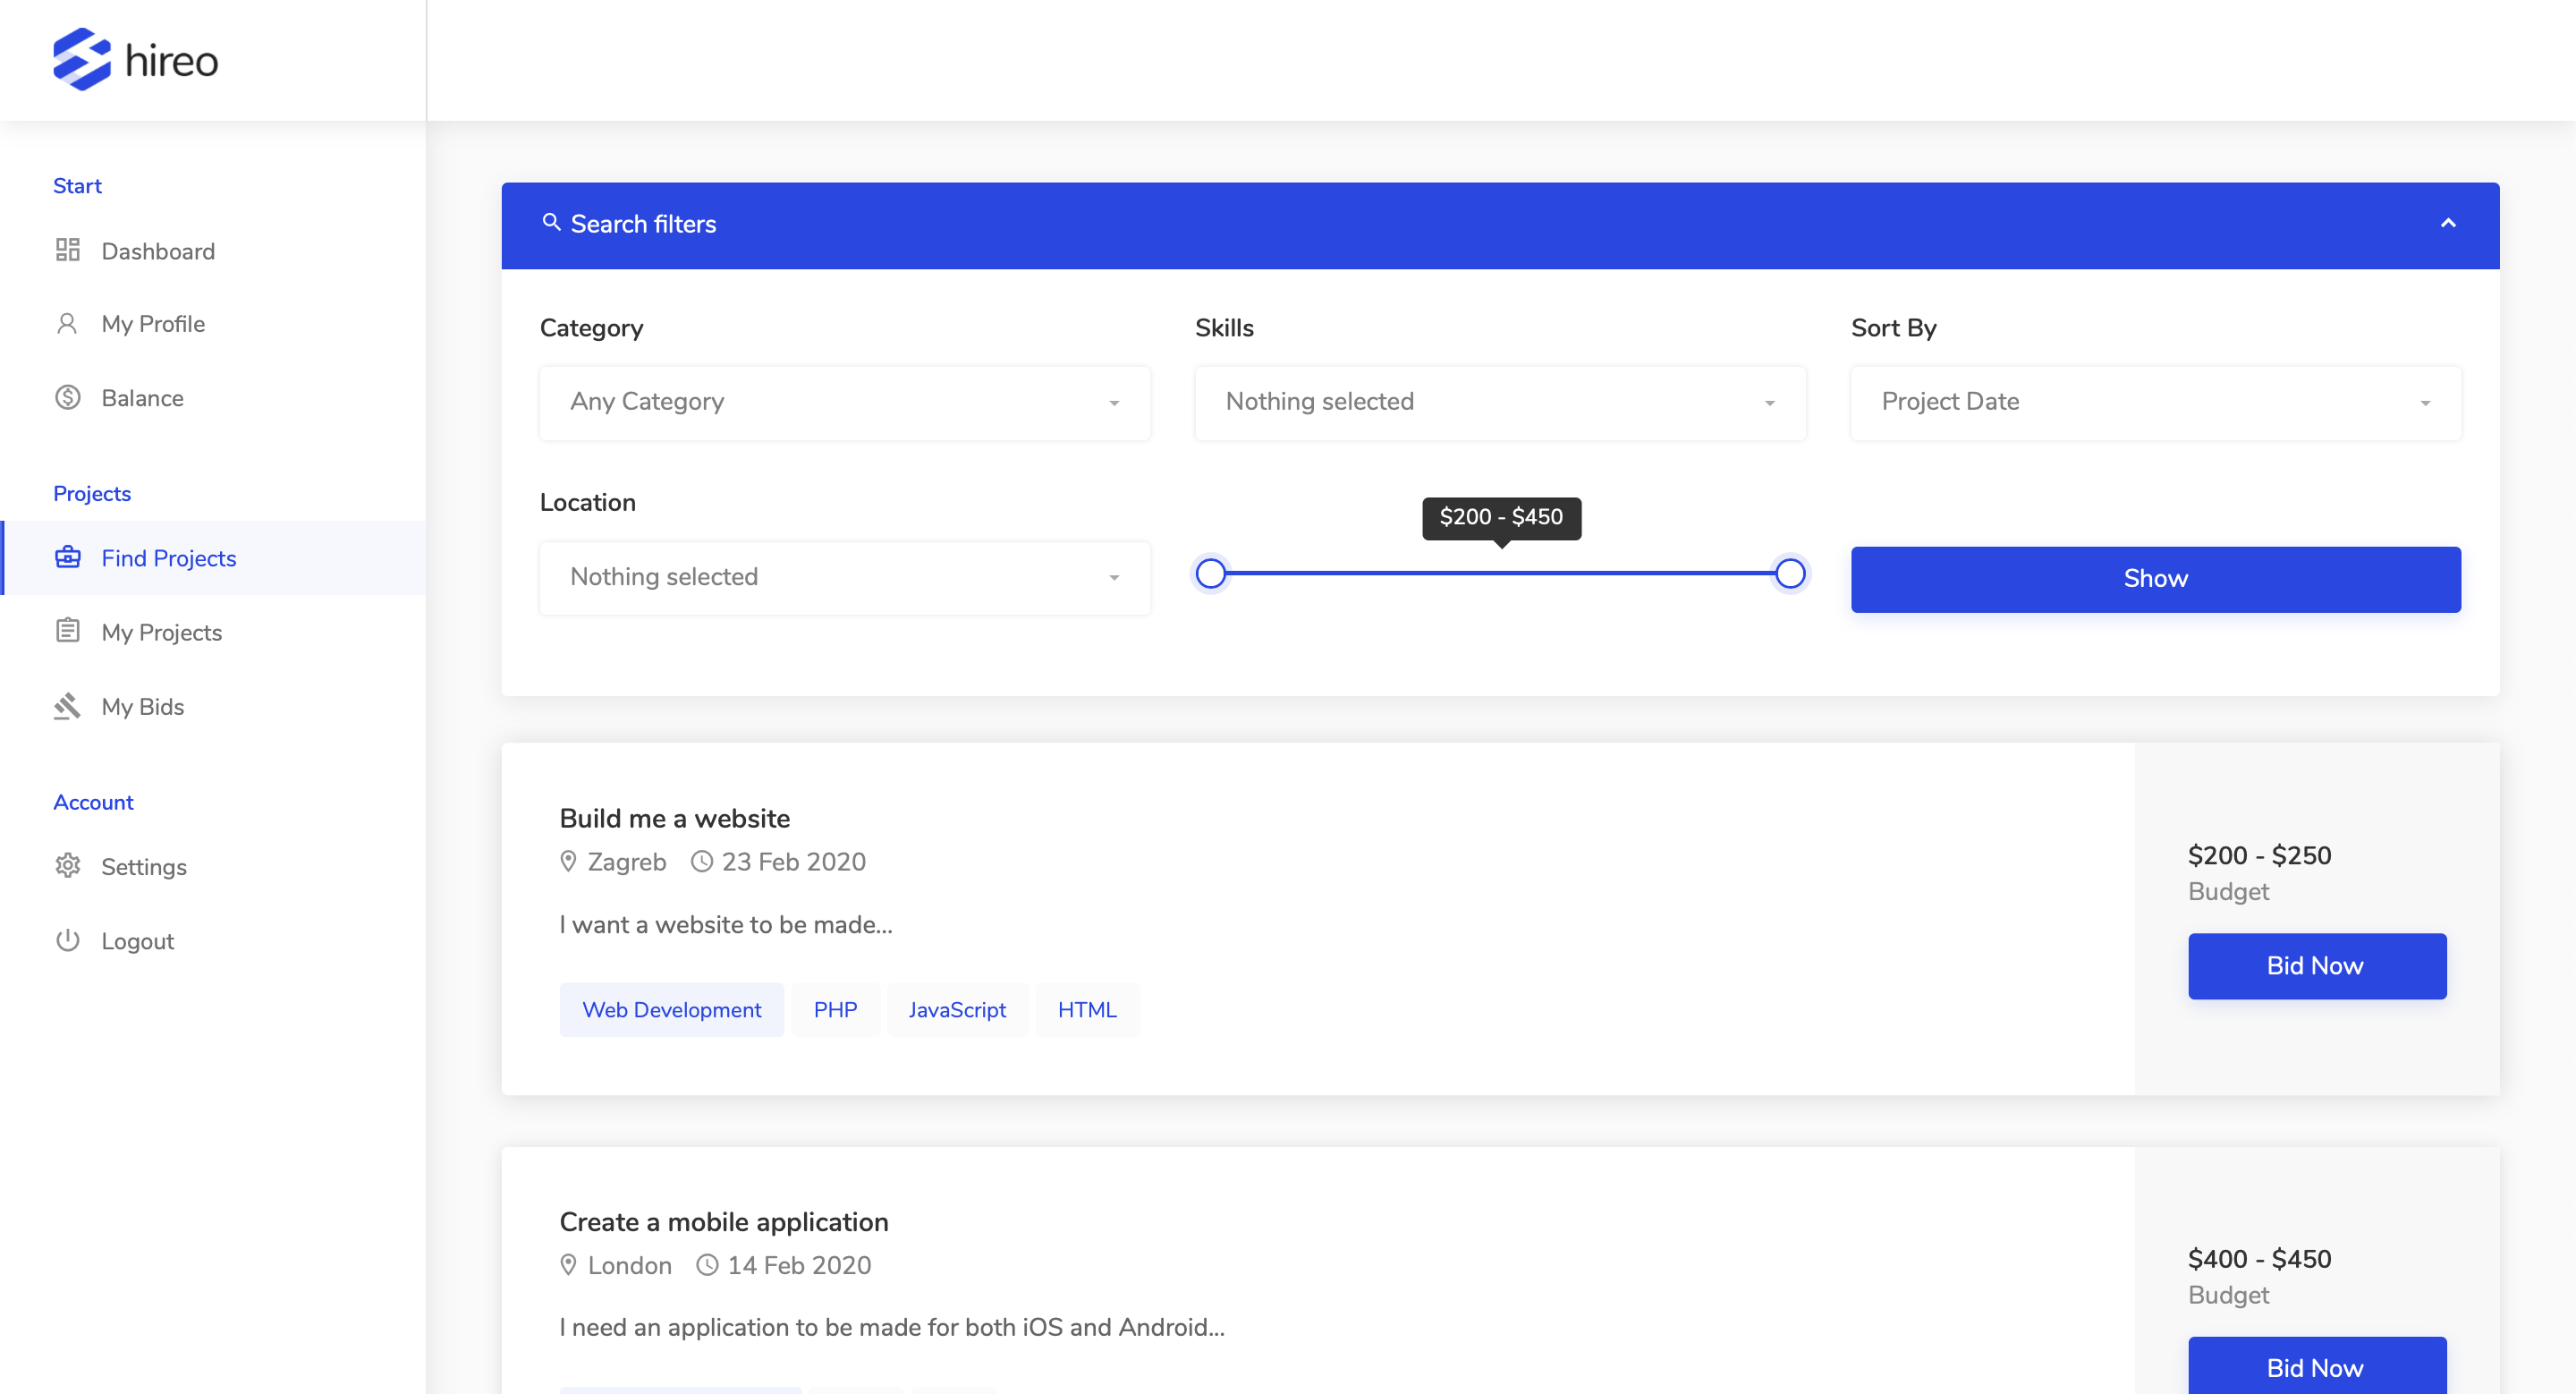 hireo
Start
Dashboard
My Profile
Balance
Projects
Find Projects
My Projects
My Bids
Account
Settings
Logout
Search filters
Category
Skills
Sort By
Any Category
Nothing selected
Project Date
Location
$200 - $450
Nothing selected
Show
Build me a website
Zagreb 23 Feb 2020
I want a website to be made...
Web Development PHP JavaScript HTML
$200 - $250
Budget
Bid Now
Create a mobile application
London 14 Feb 2020
I need an application to be made for both iOS and Android...
$400 - $450
Budget
Bid Now